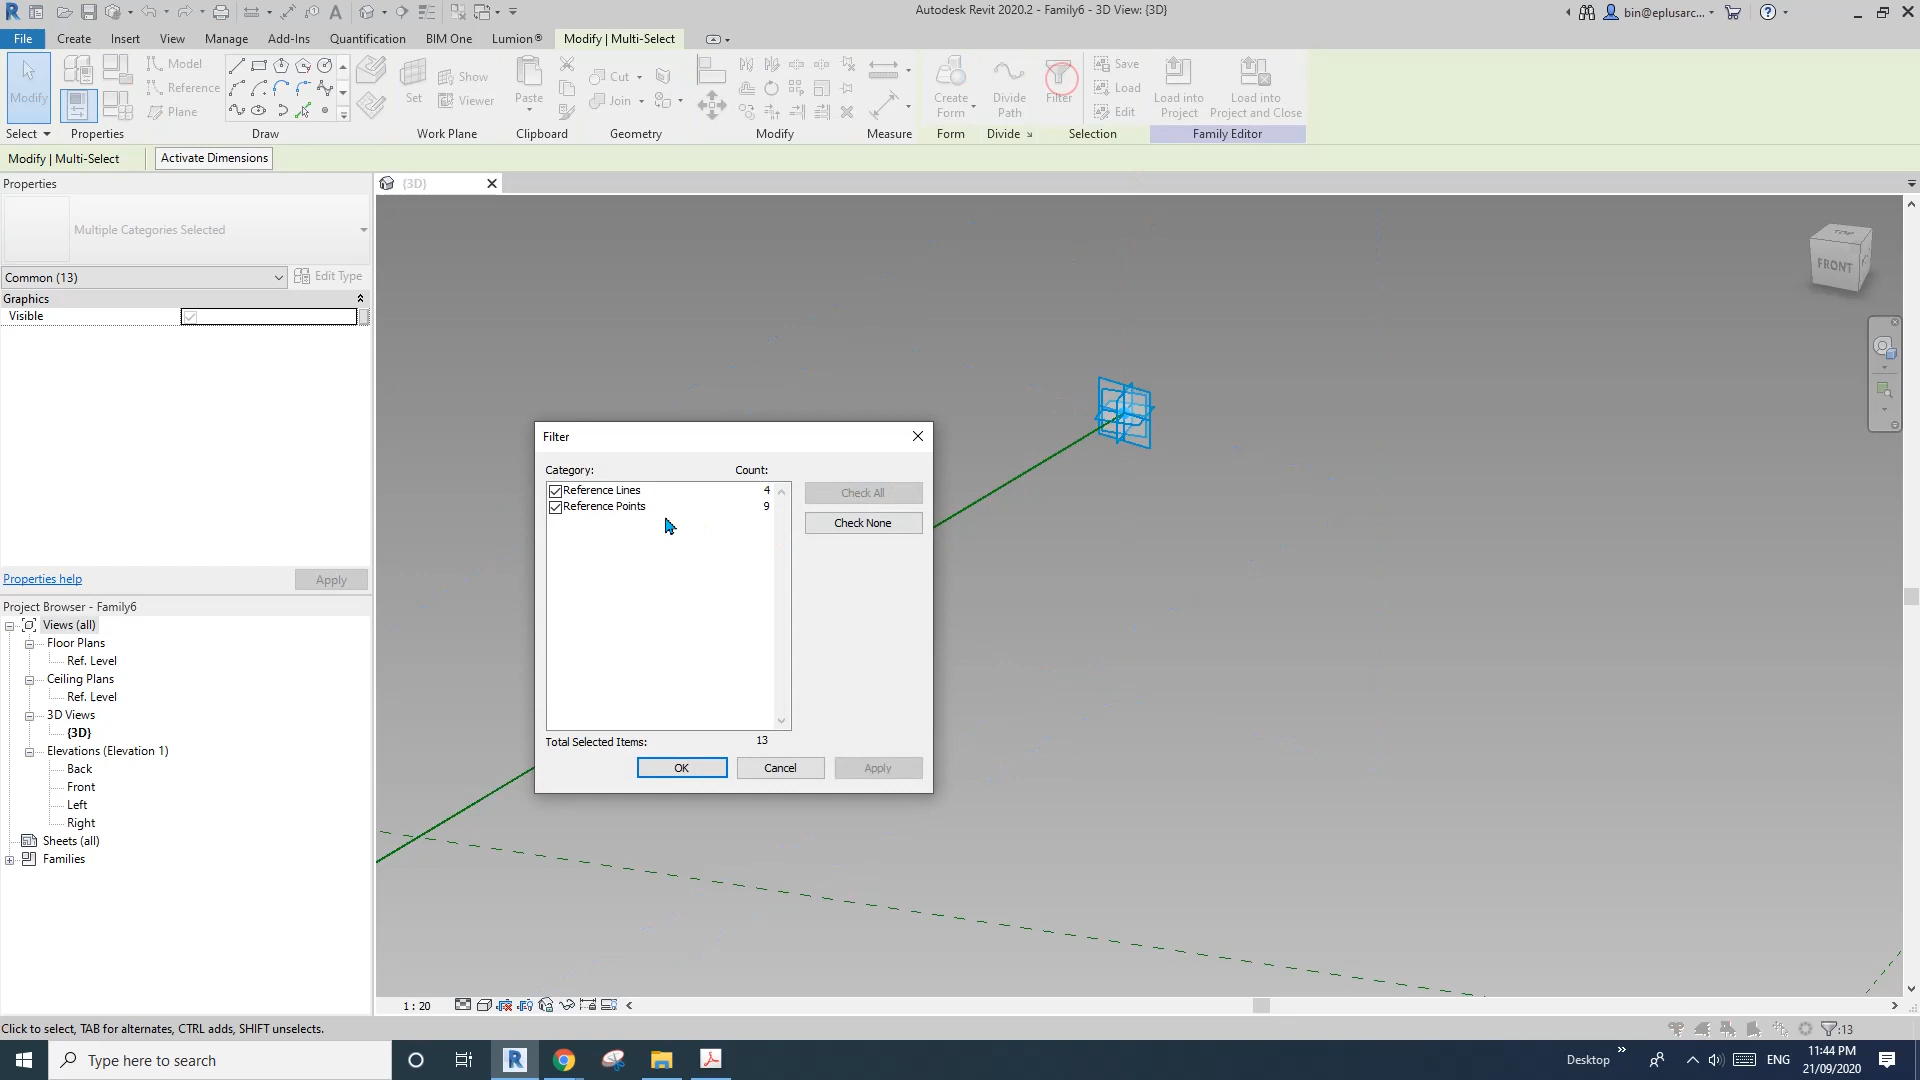 Autodesk Revit 2020.2 - Family6 - 3D View: {3D}
bin@eplusarc...
File Create Insert View Manage Add-Ins Quantification BIM One Lumion® Modify | Multi-Select
Modify
Model
Reference
Plane
Set
Show
Viewer
Paste
Cut
Join
Create
Form
Divide
Path
Filter
Save
Load
Edit
Load into
Project
Load into
Project and Close
Select Properties Draw Work Plane Clipboard Geometry Modify Measure Form Divide Selection Family Editor
Modify | Multi-Select Activate Dimensions
Properties
{3D}
Multiple Categories Selected
Common (13) Edit Type
Graphics
Visible
TOP
FRONT
Filter
Category: Count:
Reference Lines 4
Reference Points 9
Check All
Check None
Total Selected Items: 13
OK Cancel Apply
Properties help Apply
Project Browser - Family6
Views (all)
Floor Plans
Ref. Level
Ceiling Plans
Ref. Level
3D Views
{3D}
Elevations (Elevation 1)
Back
Front
Left
Right
Sheets (all)
Families
1 : 20
Click to select, TAB for alternates, CTRL adds, SHIFT unselects.
:13
Type here to search
Desktop
ENG
11:44 PM
21/09/2020